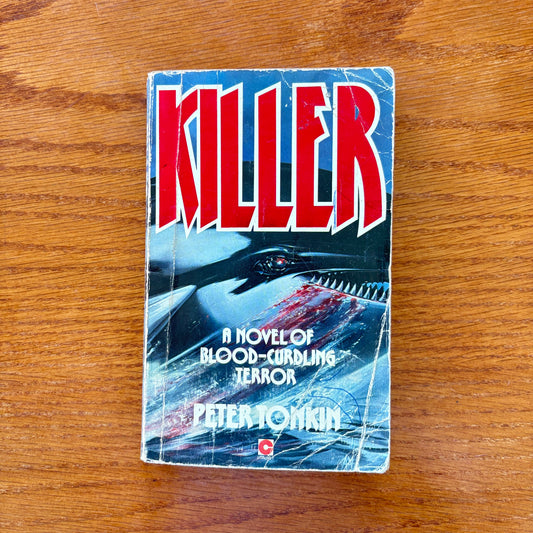 KILLER
A NOVEL OF
BLOOD-CURDLING
TERROR
PETER TONKIN